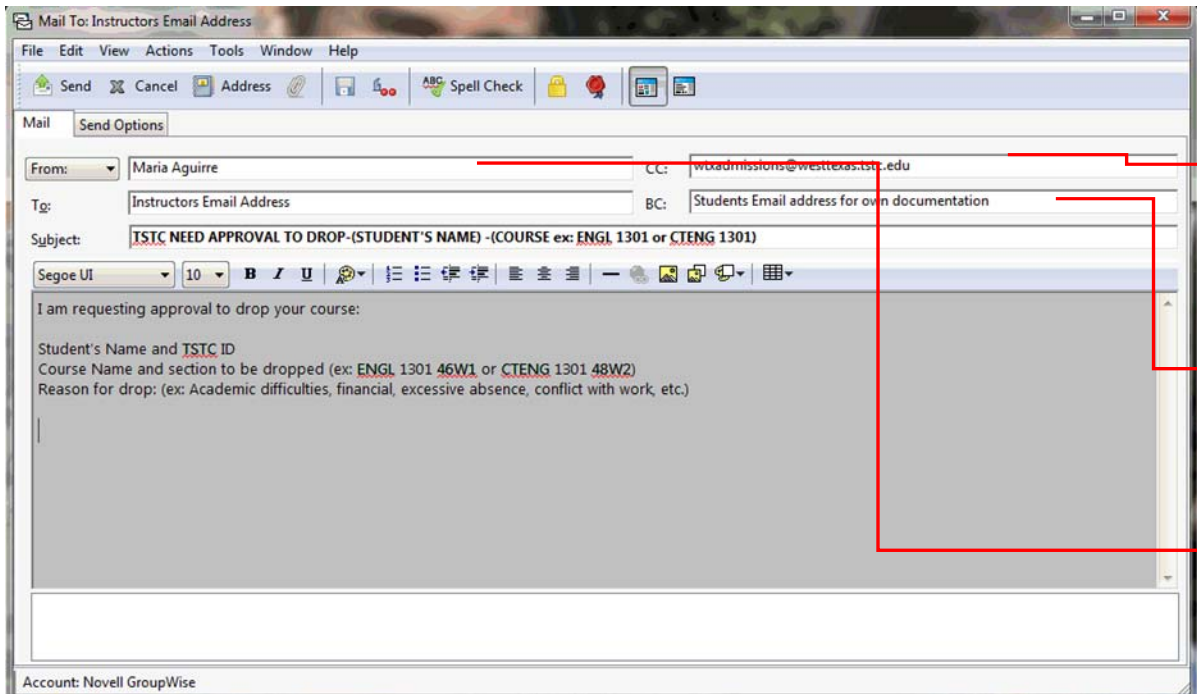 Mail To: Instructors Email Address
File Edit View Actions Tools Window Help
Send Cancel Address ABC Spell Check
Mail Send Options
From: Maria Aguirre CC: wtxadmissions@westtexas.tstc.edu
To: Instructors Email Address BC: Students Email address for own documentation
Subject: TSTC NEED APPROVAL TO DROP-(STUDENT'S NAME) -(COURSE ex: ENGL 1301 or CTENG 1301)
Segoe UI 10 B I U
I am requesting approval to drop your course:
Student's Name and TSTC ID
Course Name and section to be dropped (ex: ENGL 1301 46W1 or CTENG 1301 48W2)
Reason for drop: (ex: Academic difficulties, financial, excessive absence, conflict with work, etc.)
Account: Novell GroupWise